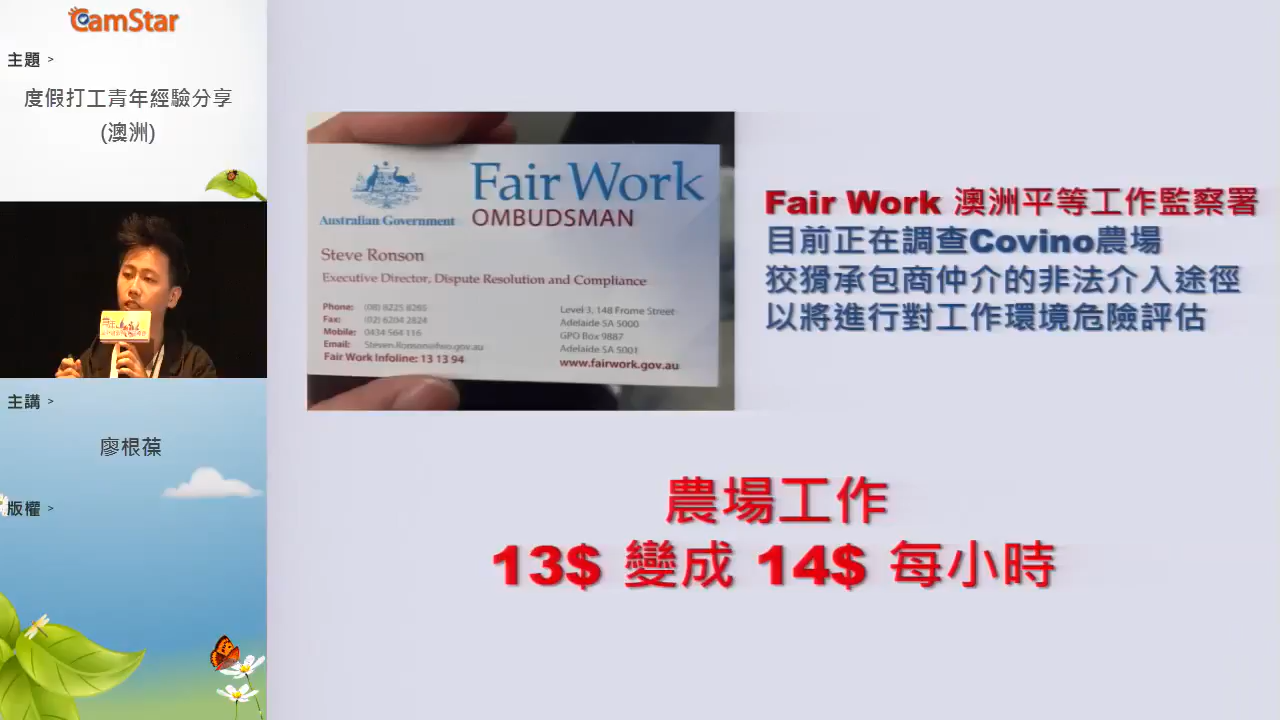 CamStar
主題 >
度假打工青年經驗分享
(澳洲)
主講 >
廖根葆
版權 >
Australian Government
Fair Work
OMBUDSMAN
Steve Ronson
Executive Director, Dispute Resolution and Compliance
Phone: (08) 8225 8285
Fax: (02) 6204 2824
Mobile: 0434 564 116
Email: Steven.Ronson@fwo.gov.au
Fair Work Infoline: 13 13 94
Level 3, 148 Frome Street
Adelaide SA 5000
GPO Box 9887
Adelaide SA 5001
www.fairwork.gov.au
Fair Work 澳洲平等工作監察署
目前正在調查Covino農場
狡猾承包商仲介的非法介入途徑
以將進行對工作環境危險評估
農場工作
13$ 變成 14$ 每小時